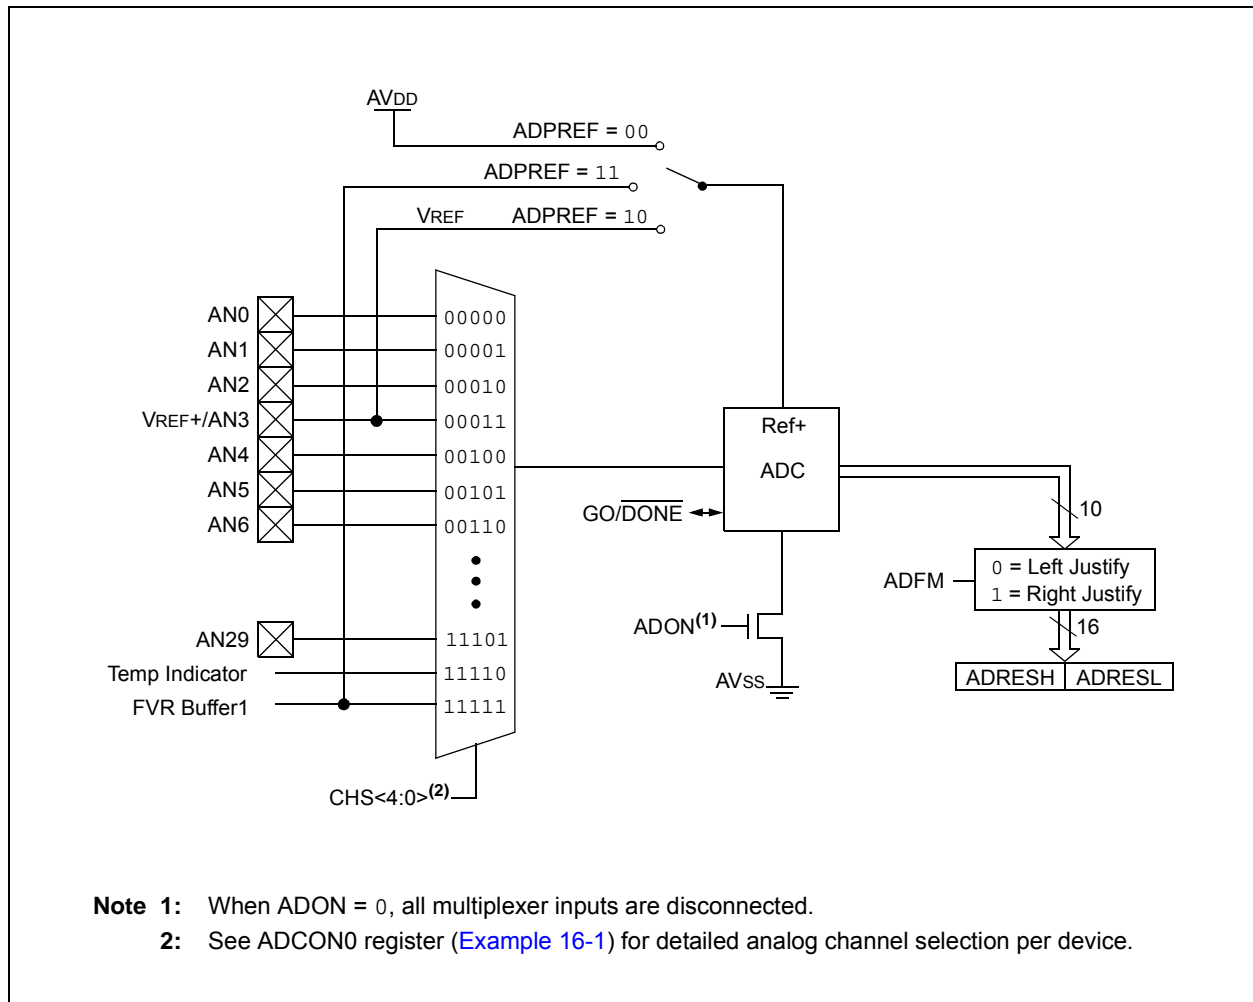 AVDD
ADPREF = 00
ADPREF = 11
VREF ADPREF = 10
AN0 00000
AN1 00001
AN2 00010
VREF+/AN3 00011
AN4 00100
AN5 00101
AN6 00110
Ref+
ADC
GO/DONE
10
ADFM
0 = Left Justify
1 = Right Justify
16
ADON(1)
AVSS
ADRESH ADRESL
AN29 11101
Temp Indicator 11110
FVR Buffer1 11111
CHS<4:0>(2)
Note 1: When ADON = 0, all multiplexer inputs are disconnected.
2: See ADCON0 register (Example 16-1) for detailed analog channel selection per device.